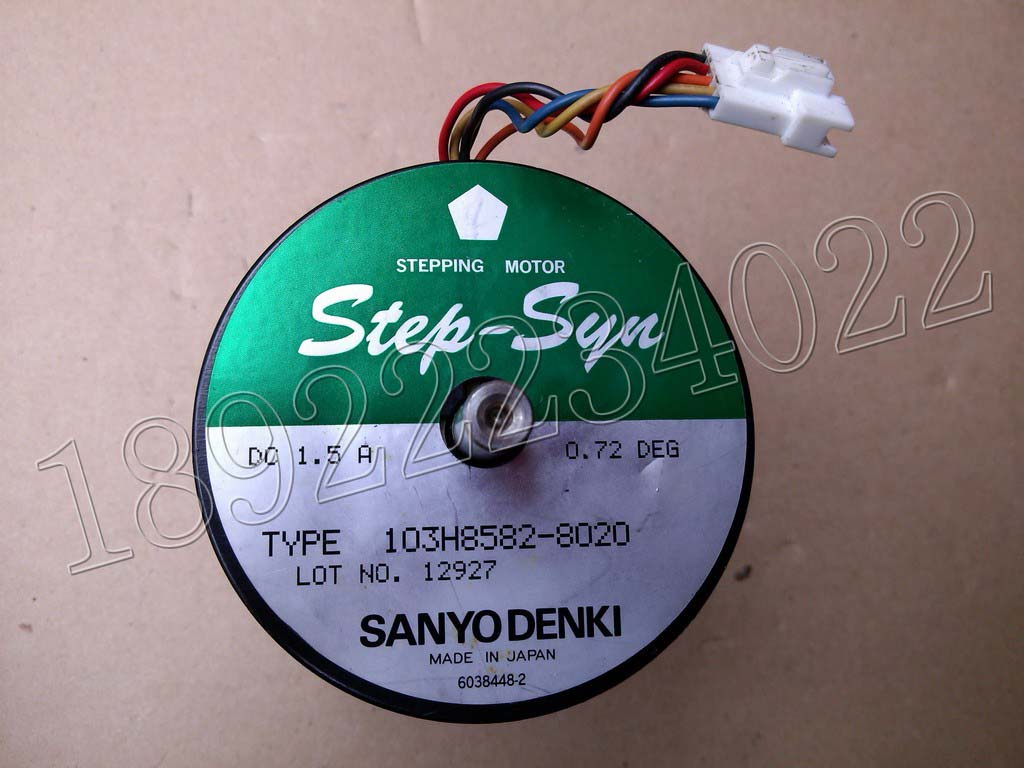 STEPPING MOTOR
Step-Syn
DC 1.5 A 0.72 DEG
TYPE 103H8582-8020
LOT NO. 12927
SANYO DENKI
MADE IN JAPAN
6038448-2
18922234022